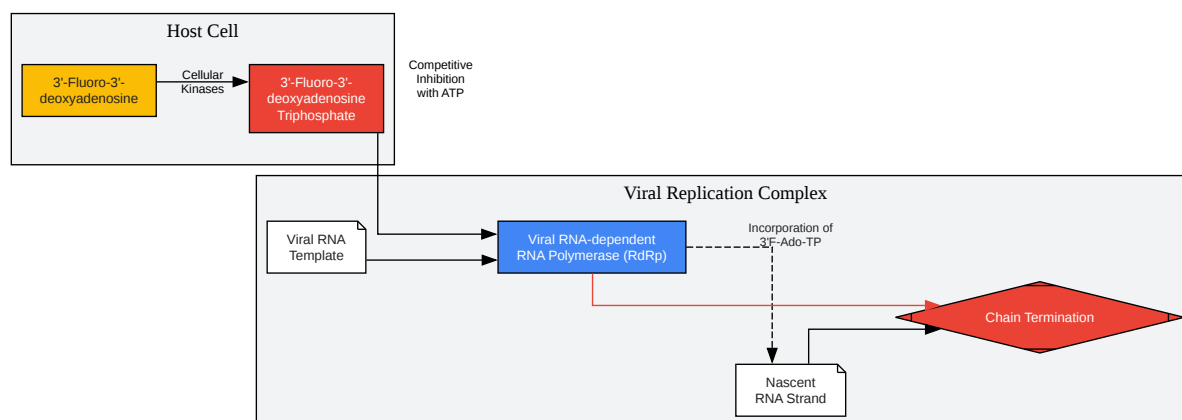 Host Cell
3'-Fluoro-3'-
deoxyadenosine
Cellular
Kinases
3'-Fluoro-3'-
deoxyadenosine
Triphosphate
Competitive
Inhibition
with ATP
Viral Replication Complex
Viral RNA
Template
Viral RNA-dependent
RNA Polymerase (RdRp)
Incorporation of
3'F-Ado-TP
Chain Termination
Nascent
RNA Strand